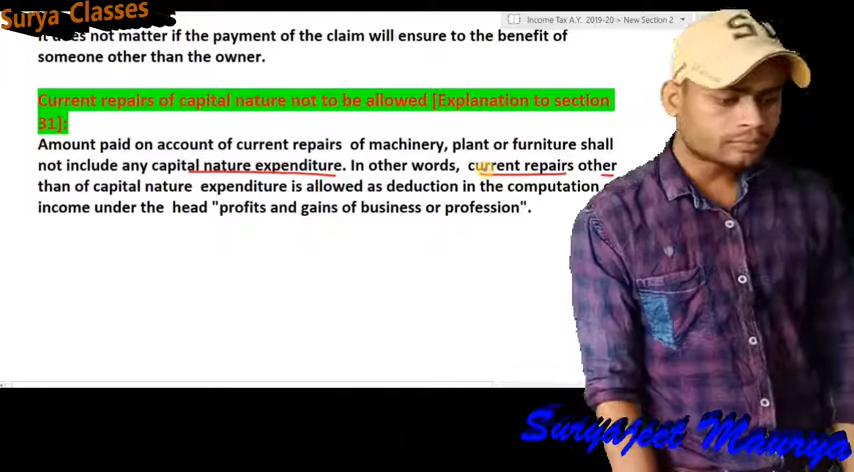 Surya Classes
Income Tax A.Y. 2019-20 > New Section 2
It does not matter if the payment of the claim will ensure to the benefit of
someone other than the owner.
Current repairs of capital nature not to be allowed [Explanation to section
31]:
Amount paid on account of current repairs of machinery, plant or furniture shall
not include any capital nature expenditure. In other words, current repairs other
than of capital nature expenditure is allowed as deduction in the computation
income under the head "profits and gains of business or profession".
Suryajeet Maurya